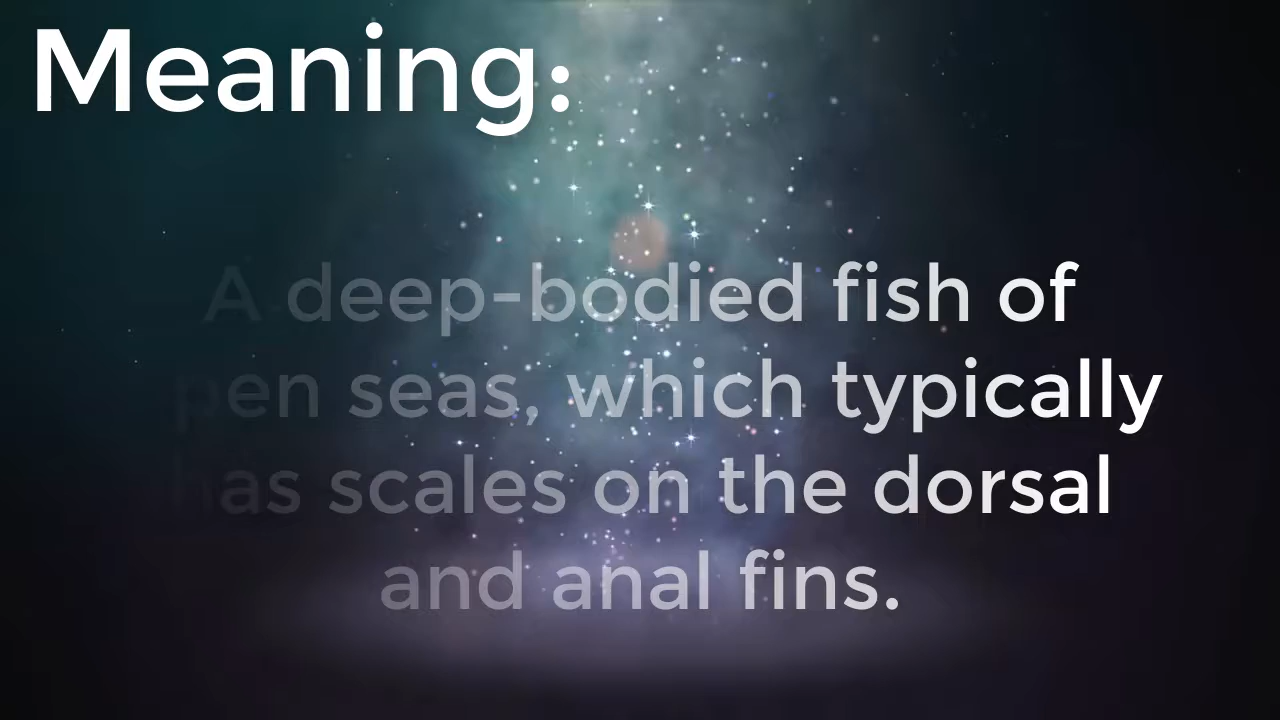 Meaning:
A deep-bodied fish of
pen seas, which typically
has scales on the dorsal
and anal fins.